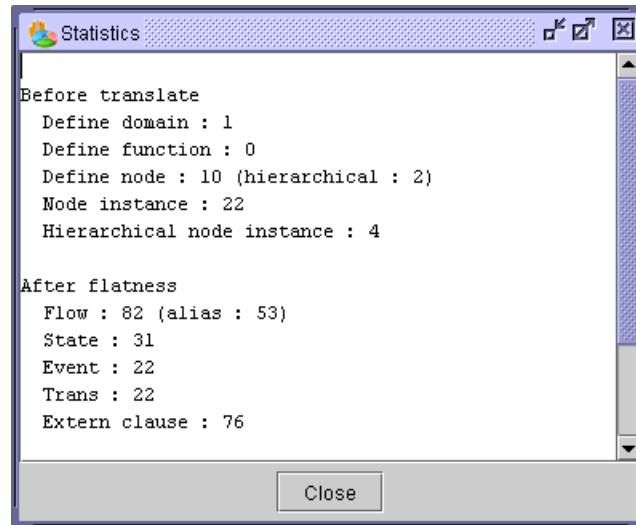 Statistics
Before translate
Define domain : 1
Define function : 0
Define node : 10 (hierarchical : 2)
Node instance : 22
Hierarchical node instance : 4
After flatness
Flow : 82 (alias : 53)
State : 31
Event : 22
Trans : 22
Extern clause : 76
Close